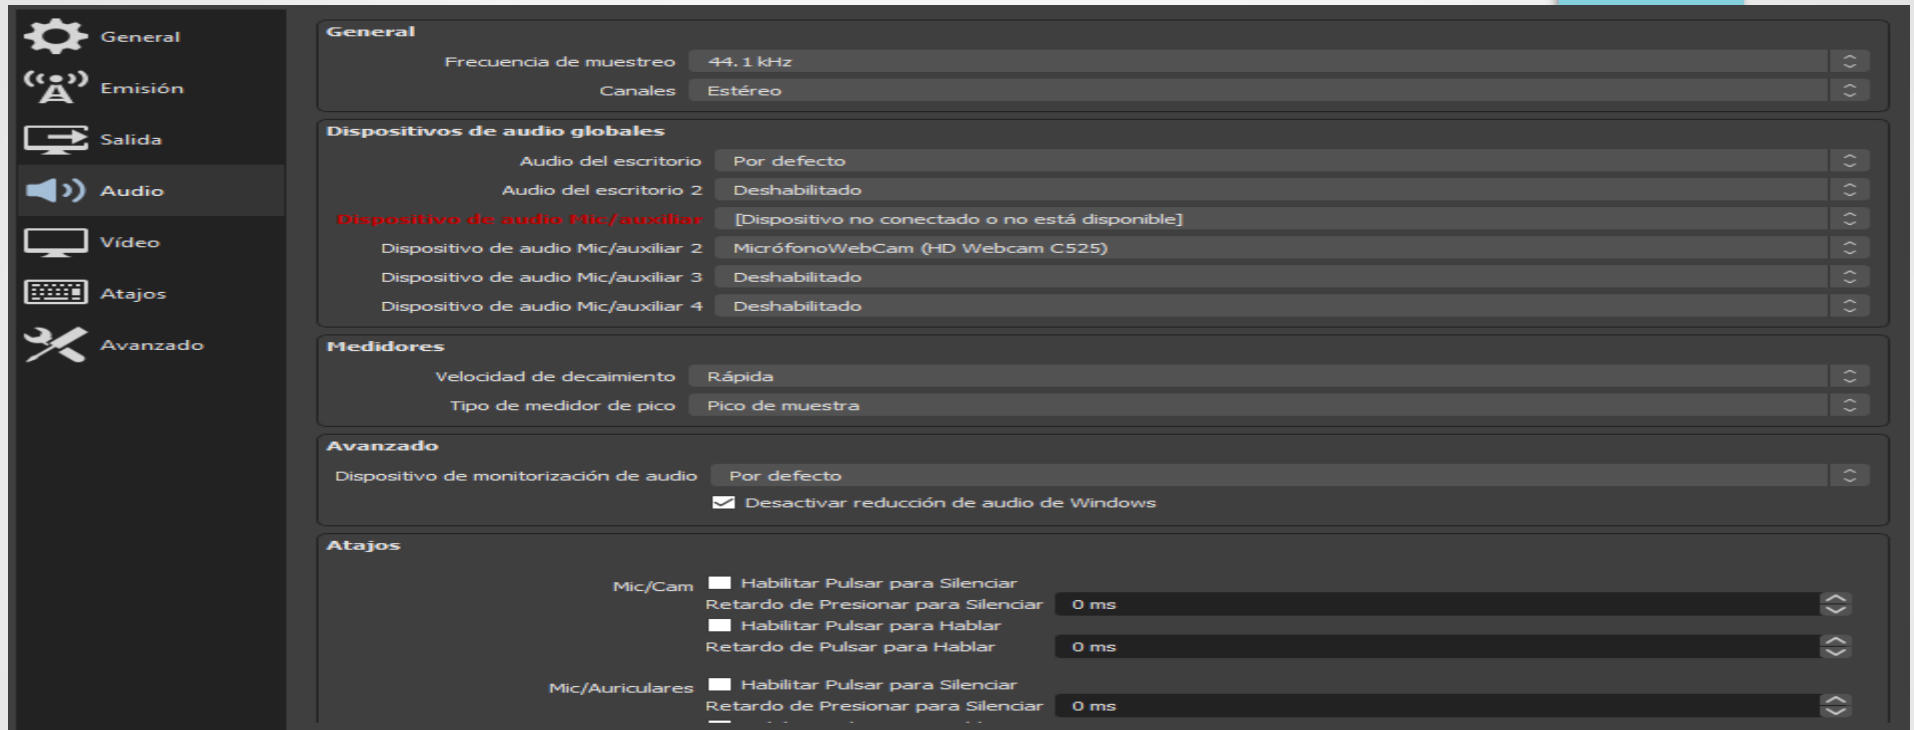 General
Emisión
Salida
Audio
Vídeo
Atajos
Avanzado
General
Frecuencia de muestreo 44.1 kHz
Canales Estéreo
Dispositivos de audio globales
Audio del escritorio Por defecto
Audio del escritorio 2 Deshabilitado
Dispositivo de audio Mic/auxiliar [Dispositivo no conectado o no está disponible]
Dispositivo de audio Mic/auxiliar 2 MicrófonoWebCam (HD Webcam C525)
Dispositivo de audio Mic/auxiliar 3 Deshabilitado
Dispositivo de audio Mic/auxiliar 4 Deshabilitado
Medidores
Velocidad de decaimiento Rápida
Tipo de medidor de pico Pico de muestra
Avanzado
Dispositivo de monitorización de audio Por defecto
Desactivar reducción de audio de Windows
Atajos
Mic/Cam Habilitar Pulsar para Silenciar
Retardo de Presionar para Silenciar 0 ms
Habilitar Pulsar para Hablar
Retardo de Pulsar para Hablar 0 ms
Mic/Auriculares Habilitar Pulsar para Silenciar
Retardo de Presionar para Silenciar 0 ms